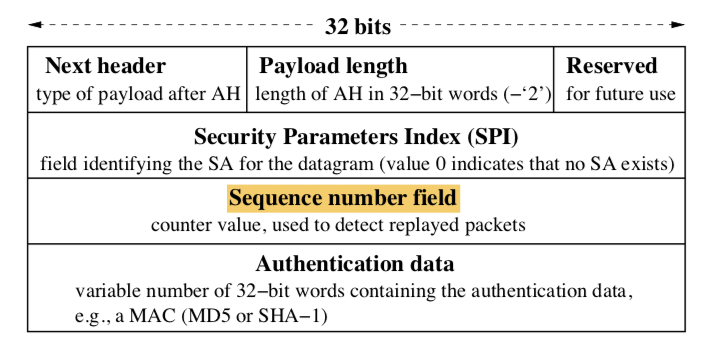 32 bits
Next header
type of payload after AH
Payload length
length of AH in 32−bit words (−‘2’)
Reserved
for future use
Security Parameters Index (SPI)
field identifying the SA for the datagram (value 0 indicates that no SA exists)
Sequence number field
counter value, used to detect replayed packets
Authentication data
variable number of 32−bit words containing the authentication data,
e.g., a MAC (MD5 or SHA−1)